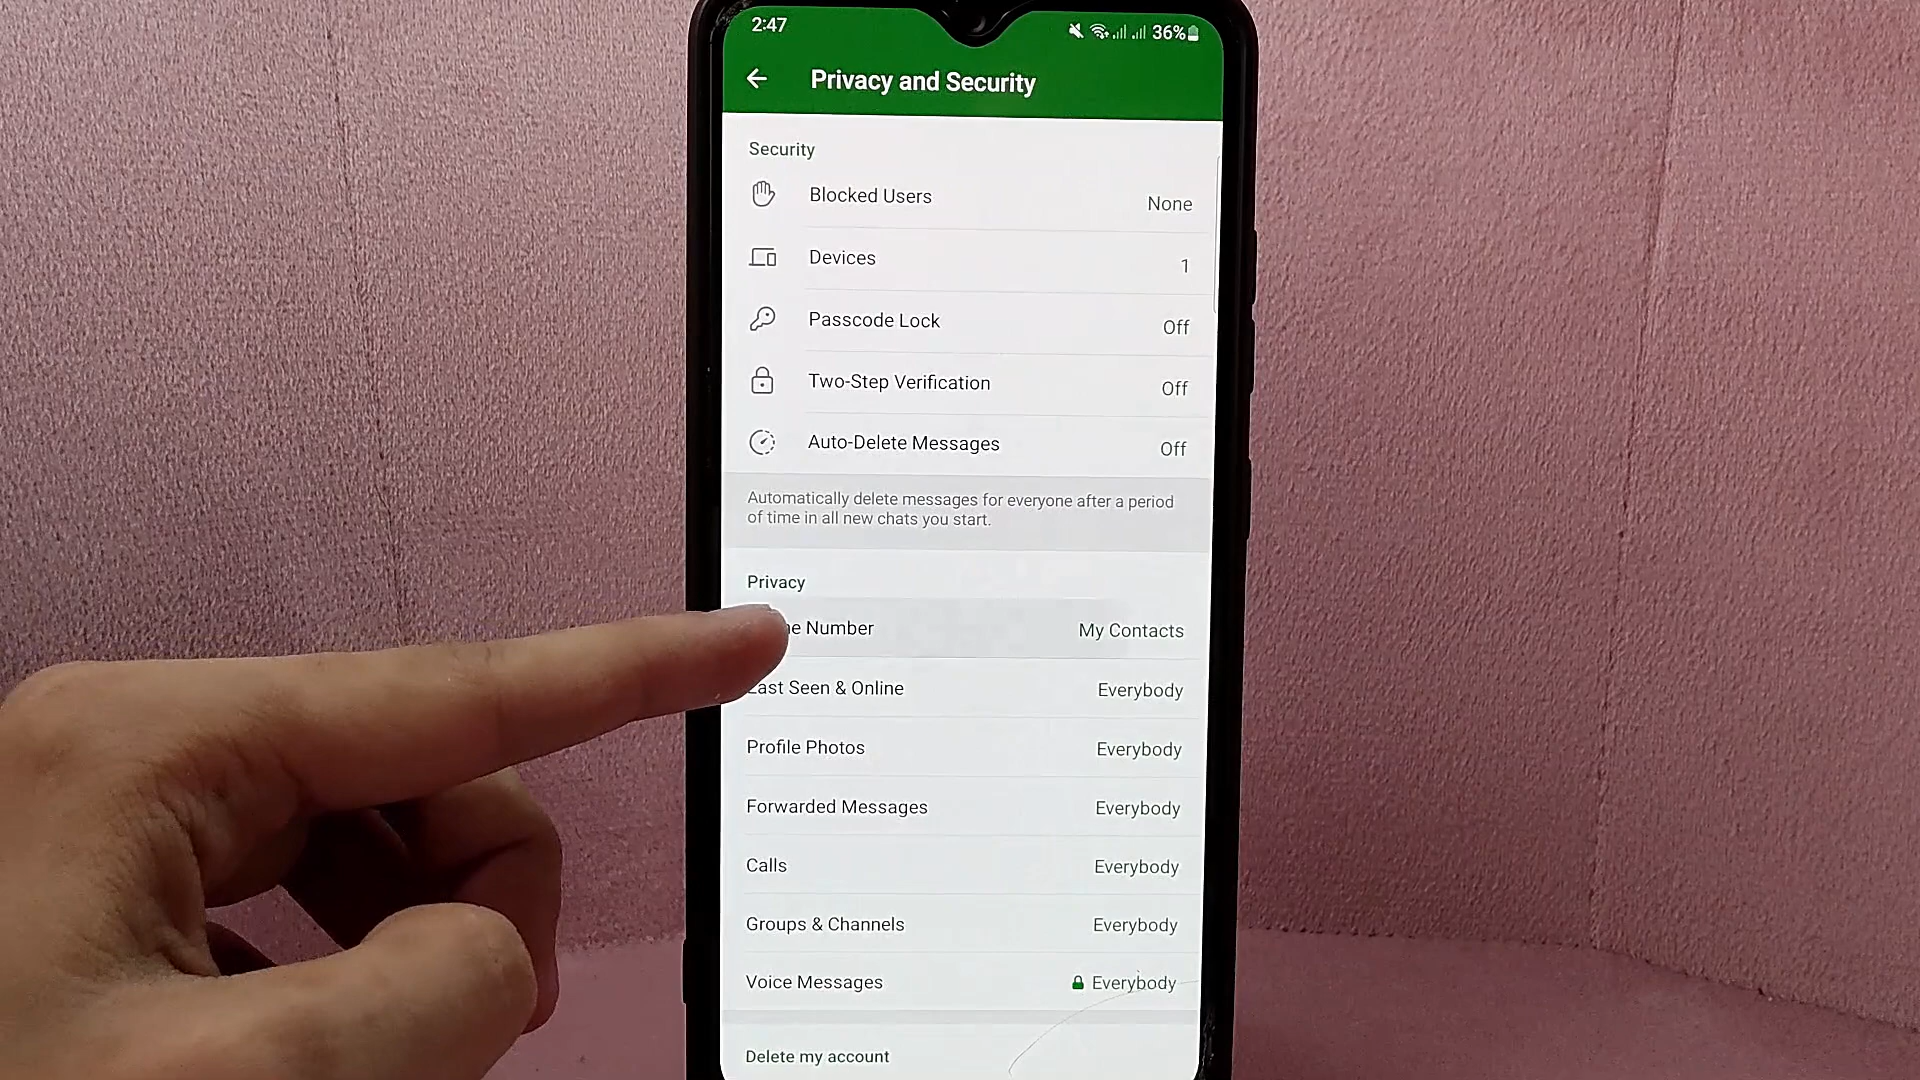 2:47
36%
Privacy and Security
Security
Blocked Users None
Devices 1
Passcode Lock Off
Two-Step Verification Off
Auto-Delete Messages Off
Automatically delete messages for everyone after a period
of time in all new chats you start.
Privacy
Number My Contacts
Last Seen & Online Everybody
Profile Photos Everybody
Forwarded Messages Everybody
Calls Everybody
Groups & Channels Everybody
Voice Messages Everybody
Delete my account